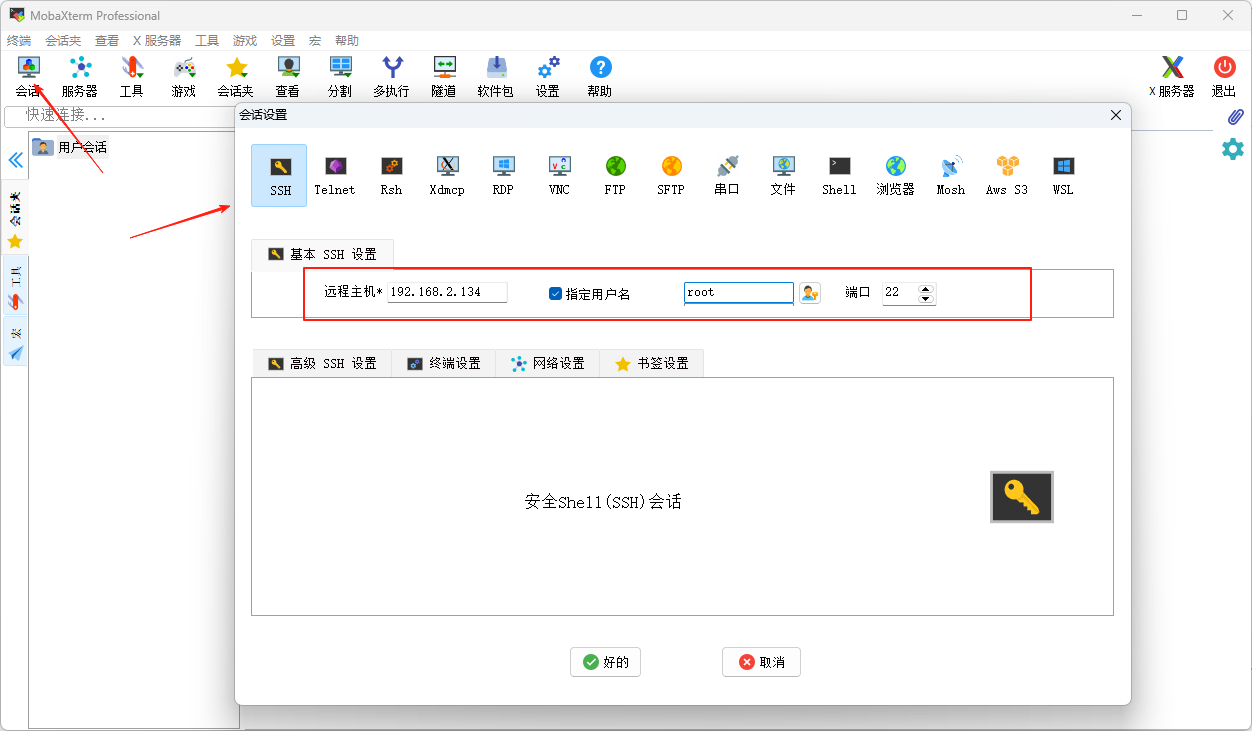 MobaXterm Professional
终端 会话夹 查看 X 服务器 工具 游戏 设置 宏 帮助
会话 服务器 工具 游戏 会话夹 查看 分割 多执行 隧道 软件包 设置 帮助 X 服务器 退出
快速连接...
用户会话
会话夹
工具
宏
会话设置
SSH Telnet Rsh Xdmcp RDP VNC FTP SFTP 串口 文件 Shell 浏览器 Mosh Aws S3 WSL
基本 SSH 设置
远程主机* 192.168.2.134 指定用户名 root 端口 22
高级 SSH 设置 终端设置 网络设置 书签设置
安全Shell(SSH)会话
好的 取消